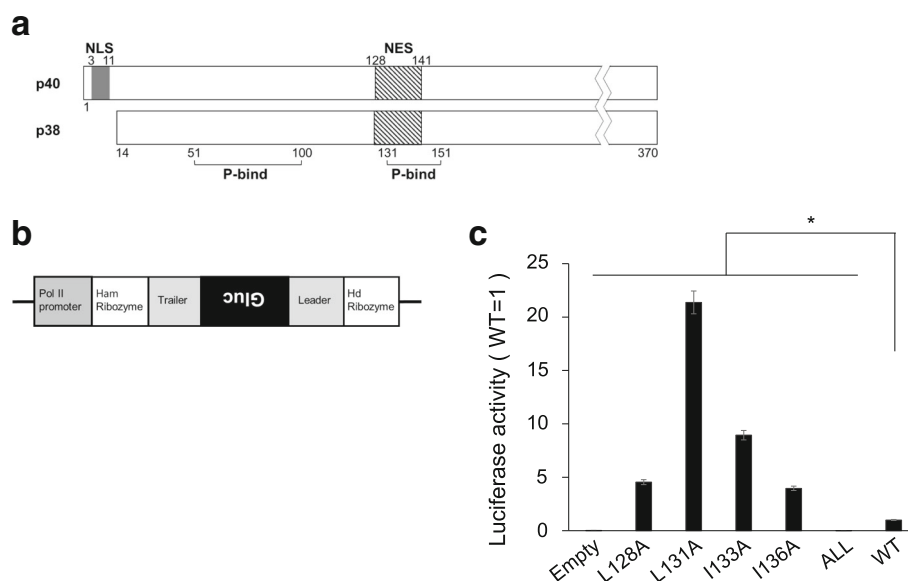 a
NLS
NES
3 11
128 141
p40
1
p38
14 51 100 131 151 370
P-bind P-bind
b
Pol II
promoter
Ham
Ribozyme
Trailer
Gluc
Leader
Hd
Ribozyme
c
*
Luciferase activity ( WT=1 )
25
20
15
10
5
0
Empty L128A L131A I133A I136A ALL WT